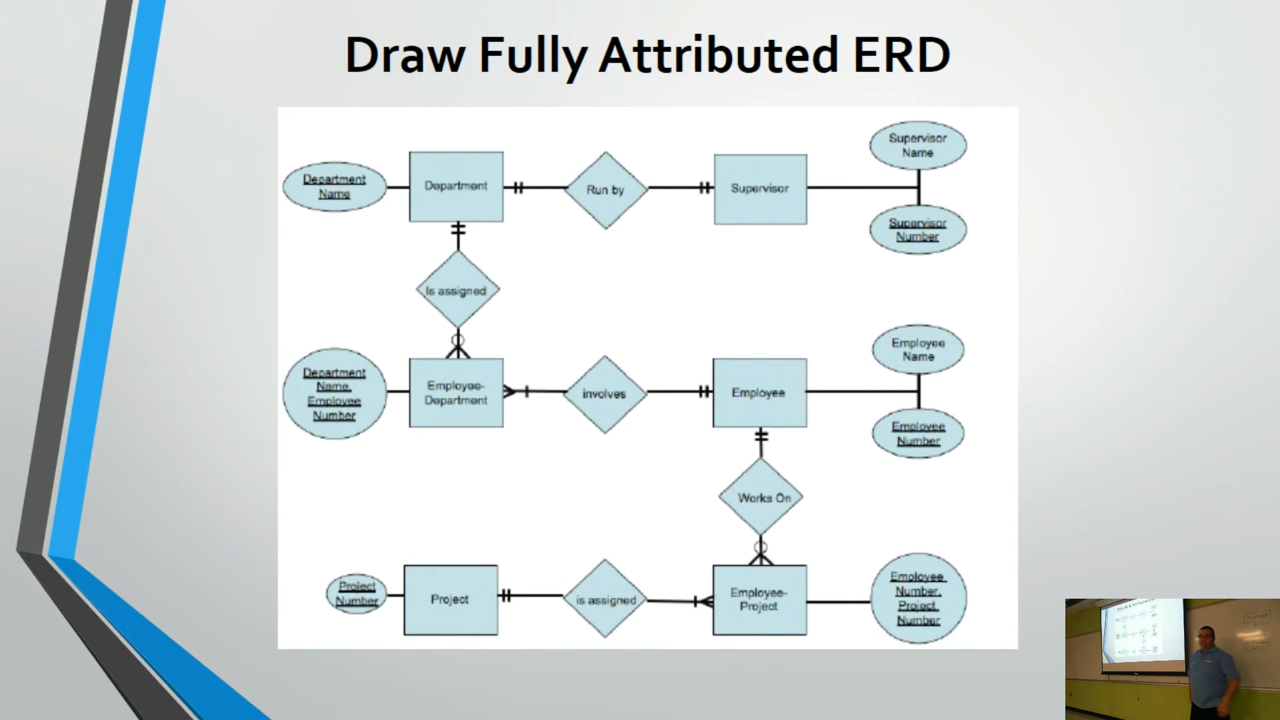 Draw Fully Attributed ERD
Department
Name
Department
Run by
Supervisor
Supervisor
Name
Supervisor
Number
Is assigned
Department
Name,
Employee
Number
Employee-
Department
involves
Employee
Employee
Name
Employee
Number
Works On
Project
Number
Project
is assigned
Employee-
Project
Employee
Number,
Project
Number